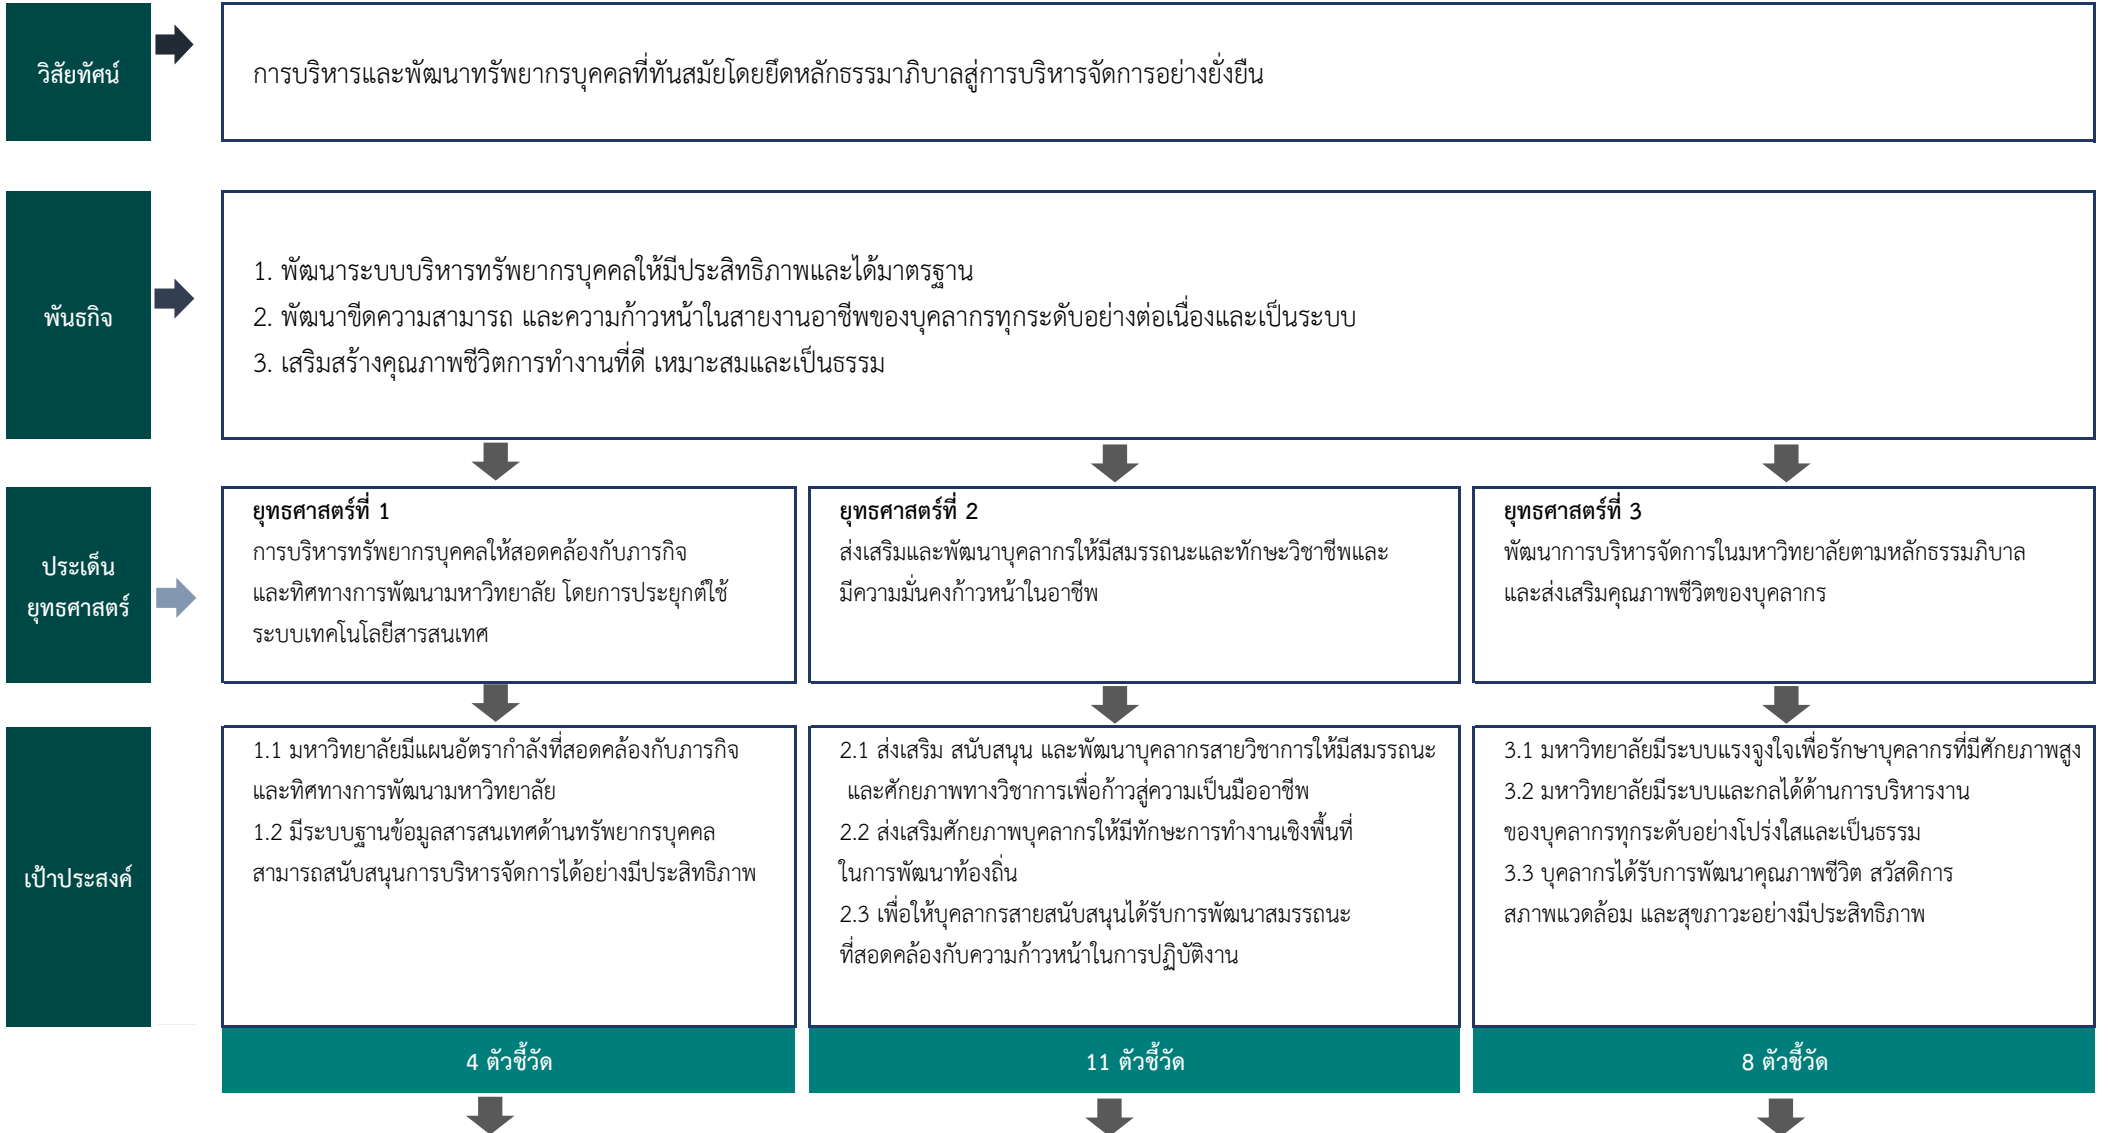 วิสัยทัศน์
การบริหารและพัฒนาทรัพยากรบุคคลที่ทันสมัยโดยยึดหลักธรรมาภิบาลสู่การบริหารจัดการอย่างยั่งยืน
พันธกิจ
1. พัฒนาระบบบริหารทรัพยากรบุคคลให้มีประสิทธิภาพและได้มาตรฐาน
2. พัฒนาขีดความสามารถ และความก้าวหน้าในสายงานอาชีพของบุคลากรทุกระดับอย่างต่อเนื่องและเป็นระบบ
3. เสริมสร้างคุณภาพชีวิตการทำงานที่ดี เหมาะสมและเป็นธรรม
ประเด็น
ยุทธศาสตร์
ยุทธศาสตร์ที่ 1
การบริหารทรัพยากรบุคคลให้สอดคล้องกับภารกิจ
และทิศทางการพัฒนามหาวิทยาลัย โดยการประยุกต์ใช้
ระบบเทคโนโลยีสารสนเทศ
ยุทธศาสตร์ที่ 2
ส่งเสริมและพัฒนาบุคลากรให้มีสมรรถนะและทักษะวิชาชีพและ
มีความมั่นคงก้าวหน้าในอาชีพ
ยุทธศาสตร์ที่ 3
พัฒนาการบริหารจัดการในมหาวิทยาลัยตามหลักธรรมภิบาล
และส่งเสริมคุณภาพชีวิตของบุคลากร
เป้าประสงค์
1.1 มหาวิทยาลัยมีแผนอัตรากำลังที่สอดคล้องกับภารกิจ
และทิศทางการพัฒนามหาวิทยาลัย
1.2 มีระบบฐานข้อมูลสารสนเทศด้านทรัพยากรบุคคล
สามารถสนับสนุนการบริหารจัดการได้อย่างมีประสิทธิภาพ
2.1 ส่งเสริม สนับสนุน และพัฒนาบุคลากรสายวิชาการให้มีสมรรถนะ
และศักยภาพทางวิชาการเพื่อก้าวสู่ความเป็นมืออาชีพ
2.2 ส่งเสริมศักยภาพบุคลากรให้มีทักษะการทำงานเชิงพื้นที่
ในการพัฒนาท้องถิ่น
2.3 เพื่อให้บุคลากรสายสนับสนุนได้รับการพัฒนาสมรรถนะ
ที่สอดคล้องกับความก้าวหน้าในการปฏิบัติงาน
3.1 มหาวิทยาลัยมีระบบแรงจูงใจเพื่อรักษาบุคลากรที่มีศักยภาพสูง
3.2 มหาวิทยาลัยมีระบบและกลได้ด้านการบริหารงาน
ของบุคลากรทุกระดับอย่างโปร่งใสและเป็นธรรม
3.3 บุคลากรได้รับการพัฒนาคุณภาพชีวิต สวัสดิการ
สภาพแวดล้อม และสุขภาวะอย่างมีประสิทธิภาพ
4 ตัวชี้วัด
11 ตัวชี้วัด
8 ตัวชี้วัด